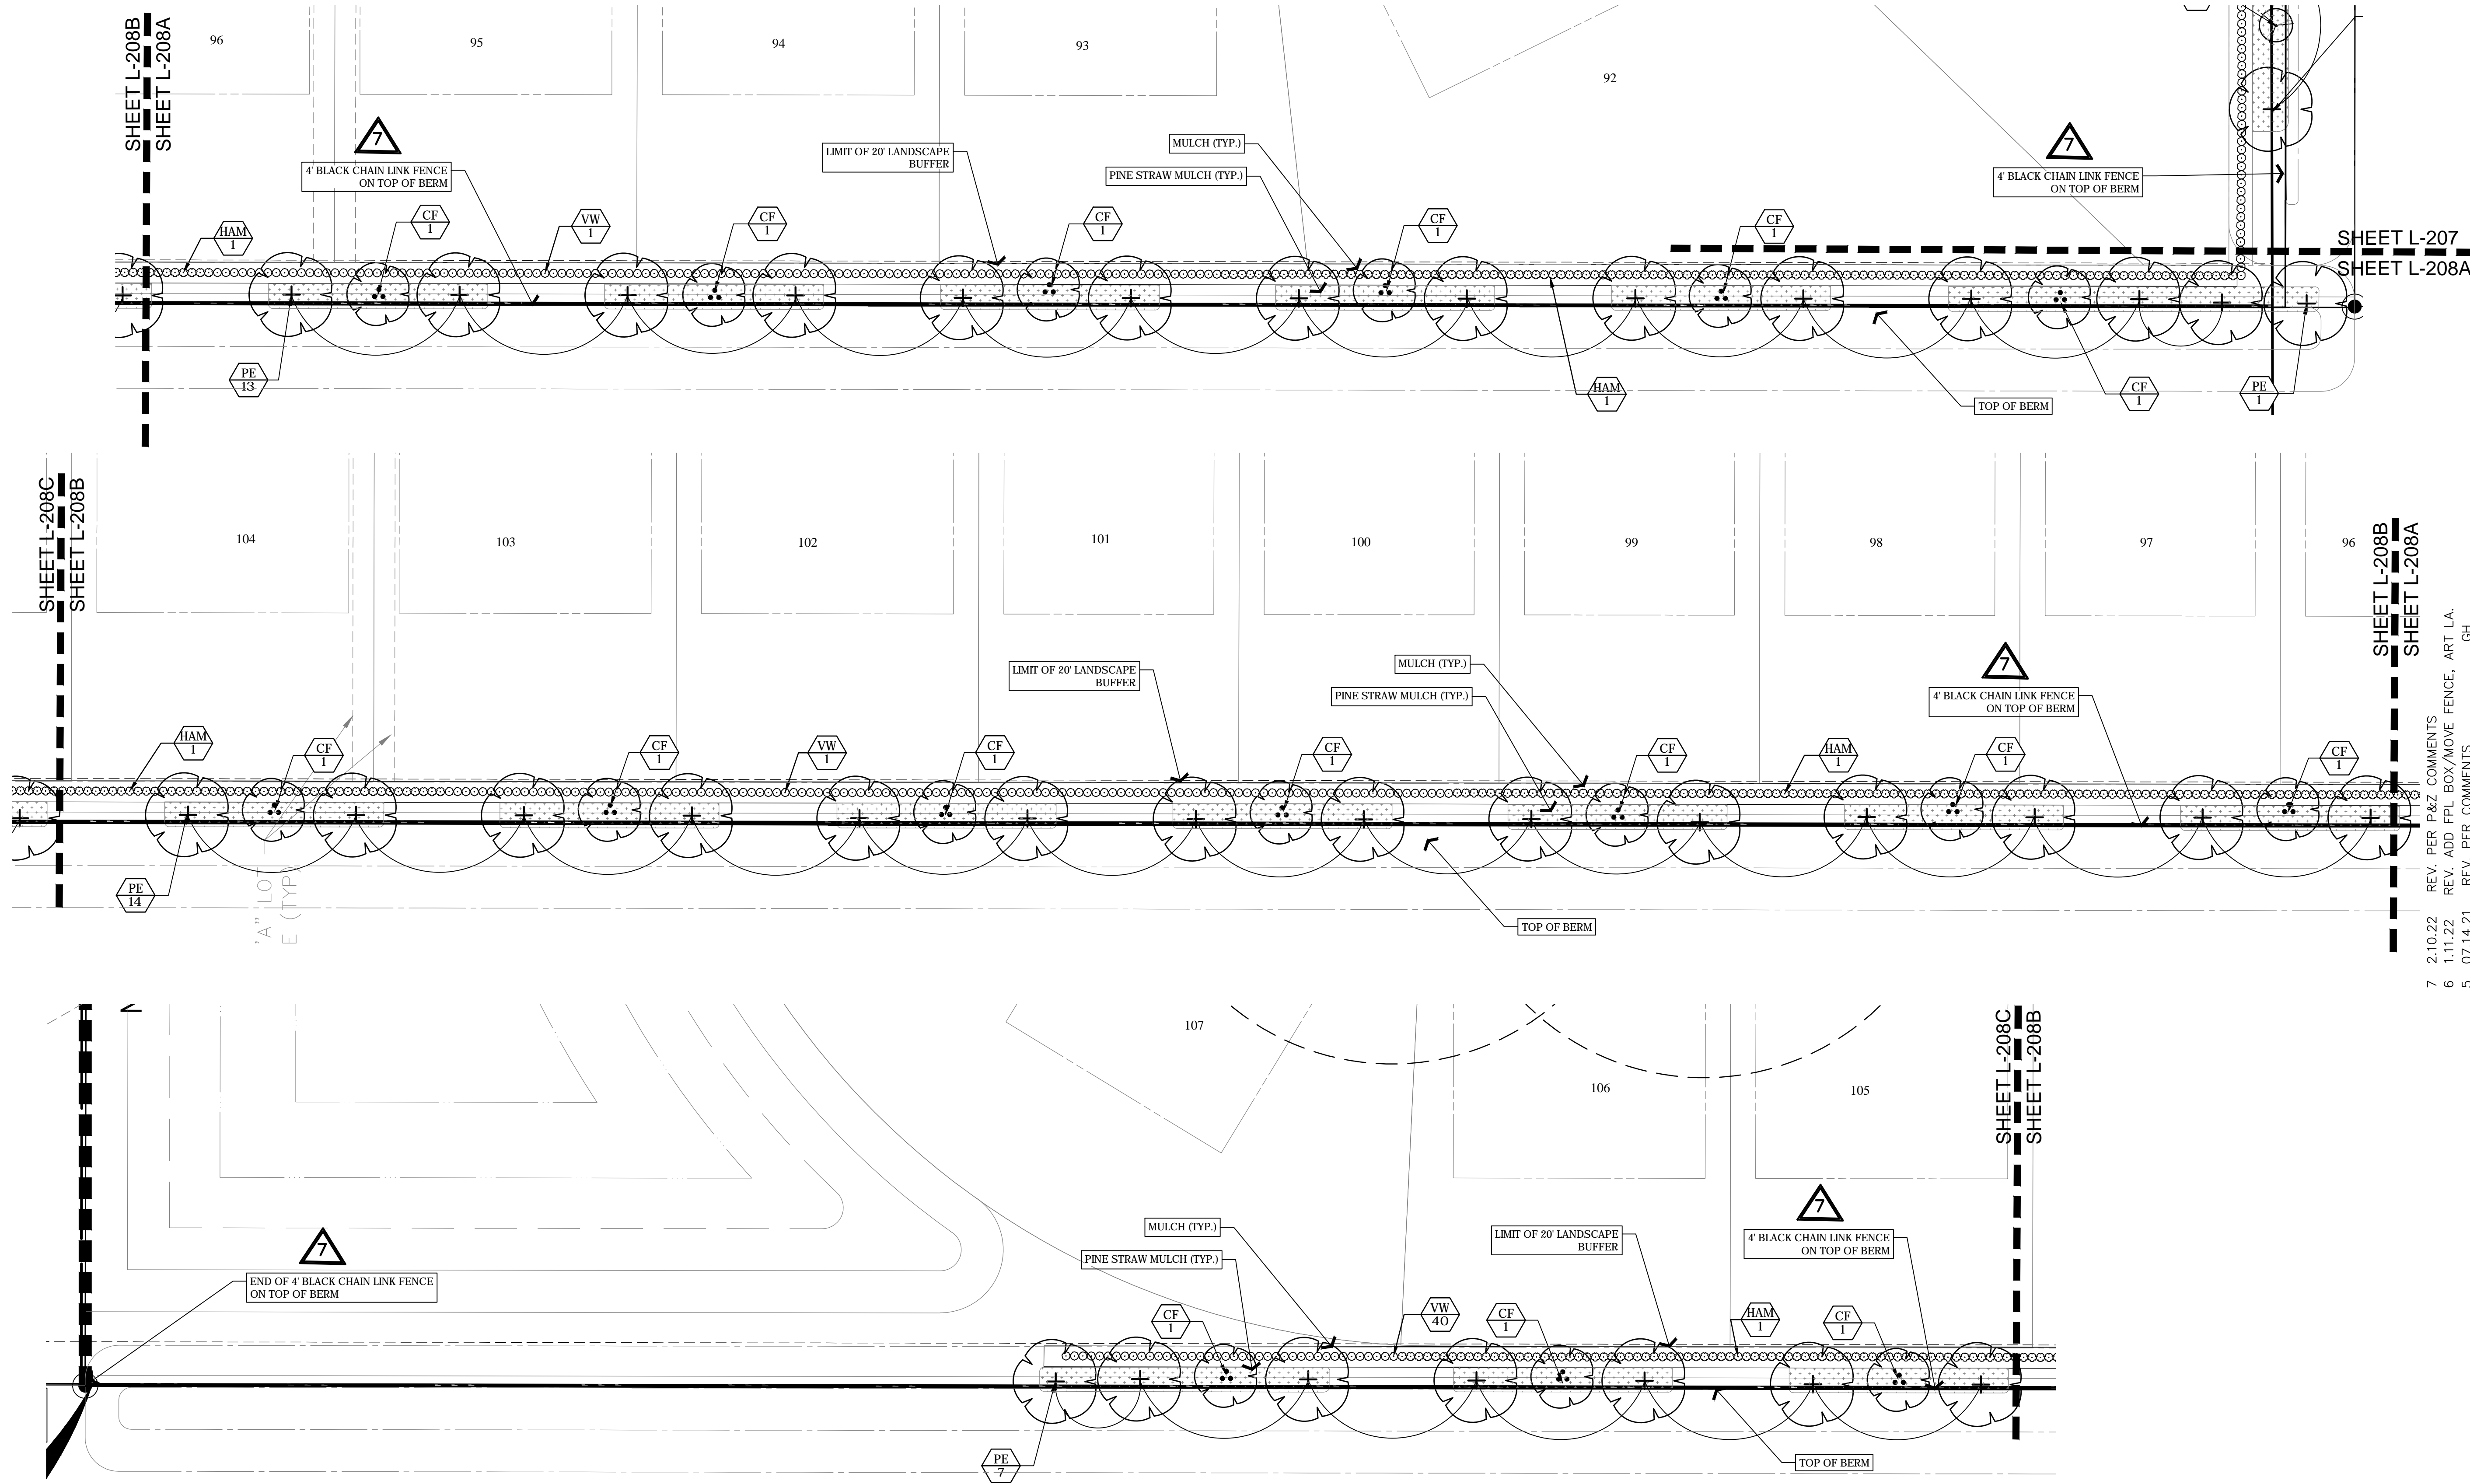 SHEET L-208B
SHEET L-208A
96
95
94
93
92
7
4' BLACK CHAIN LINK FENCE
ON TOP OF BERM
LIMIT OF 20' LANDSCAPE
BUFFER
MULCH (TYP.)
PINE STRAW MULCH (TYP.)
7
4' BLACK CHAIN LINK FENCE
ON TOP OF BERM
HAM
1
CF
1
VW
1
CF
1
CF
1
CF
1
CF
1
SHEET L-207
SHEET L-208A
PE
13
HAM
1
TOP OF BERM
CF
1
PE
1
SHEET L-208C
SHEET L-208B
104
103
102
101
100
99
98
97
96
SHEET L-208B
SHEET L-208A
LIMIT OF 20' LANDSCAPE
BUFFER
MULCH (TYP.)
PINE STRAW MULCH (TYP.)
7
4' BLACK CHAIN LINK FENCE
ON TOP OF BERM
HAM
1
CF
1
CF
1
VW
1
CF
1
CF
1
CF
1
HAM
1
CF
1
CF
1
PE
14
"A" LOT
E (TYP
TOP OF BERM
7 2.10.22 REV. PER P&Z COMMENTS
6 1.11.22 REV. ADD FPL BOX/MOVE FENCE, ART LA.
5 07.14.21 REV. PER COMMENTS GH
107
106
105
SHEET L-208C
SHEET L-208B
7
END OF 4' BLACK CHAIN LINK FENCE
ON TOP OF BERM
MULCH (TYP.)
PINE STRAW MULCH (TYP.)
LIMIT OF 20' LANDSCAPE
BUFFER
7
4' BLACK CHAIN LINK FENCE
ON TOP OF BERM
CF
1
VW
40
CF
1
HAM
1
CF
1
PE
7
TOP OF BERM